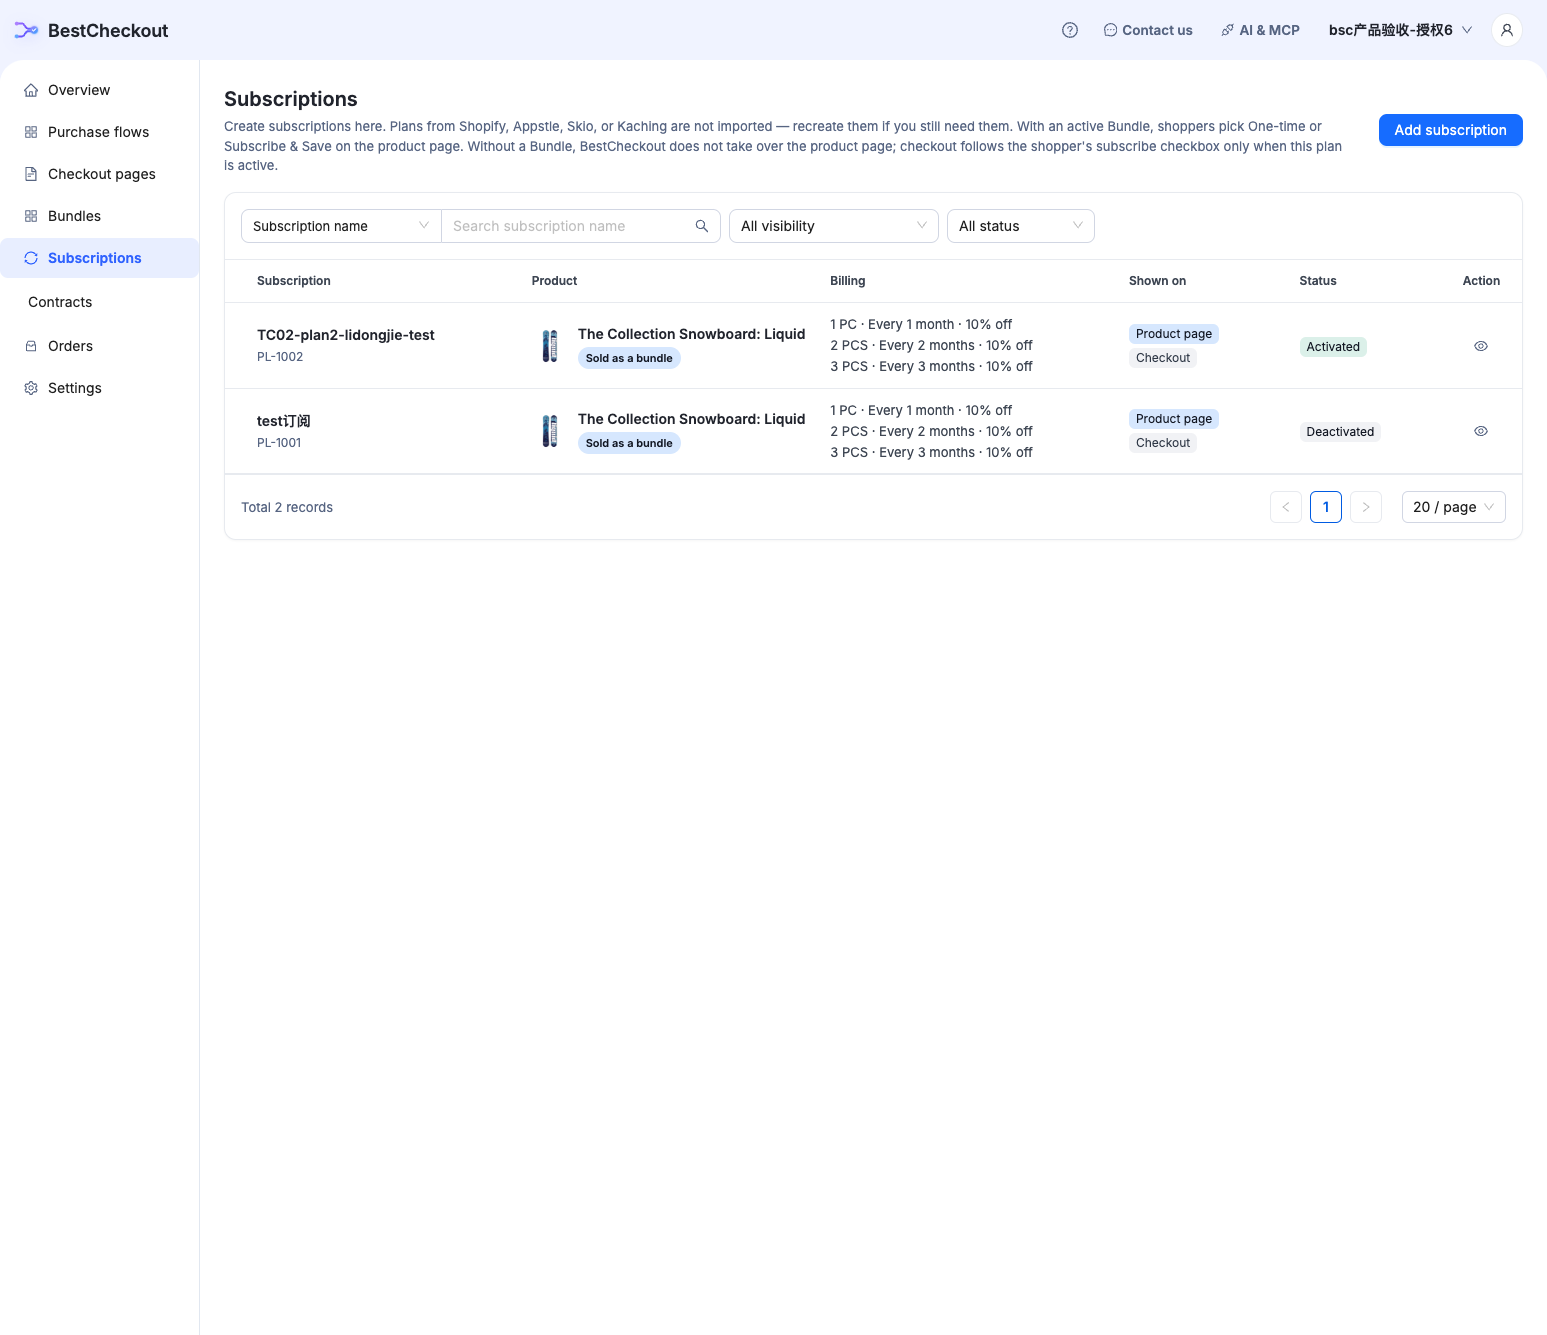 BestCheckout
Contact us
AI & MCP
bsc产品验收-授权6
Overview
Purchase flows
Checkout pages
Bundles
Subscriptions
Contracts
Orders
Settings
Subscriptions
Create subscriptions here. Plans from Shopify, Appstle, Skio, or Kaching are not imported — recreate them if you still need them. With an active Bundle, shoppers pick One-time or
Subscribe & Save on the product page. Without a Bundle, BestCheckout does not take over the product page; checkout follows the shopper's subscribe checkbox only when this plan
is active.
Add subscription
Subscription name
Search subscription name
All visibility
All status
Subscription Product Billing Shown on Status Action
TC02-plan2-lidongjie-test
PL-1002
The Collection Snowboard: Liquid
Sold as a bundle
1 PC · Every 1 month · 10% off
2 PCS · Every 2 months · 10% off
3 PCS · Every 3 months · 10% off
Product page
Checkout
Activated
test订阅
PL-1001
The Collection Snowboard: Liquid
Sold as a bundle
1 PC · Every 1 month · 10% off
2 PCS · Every 2 months · 10% off
3 PCS · Every 3 months · 10% off
Product page
Checkout
Deactivated
Total 2 records
1
20 / page